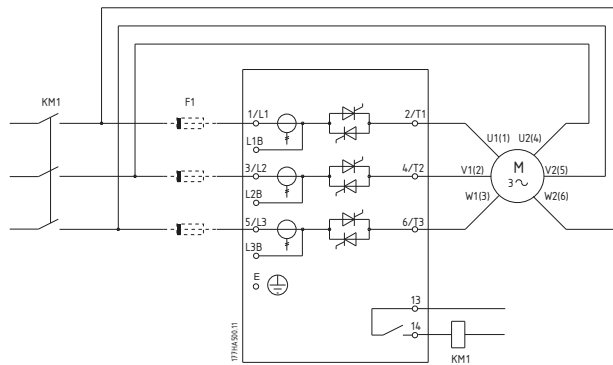 KM1
F1
1/L1
2/T1
L1B
U1(1) U2(4)
3/L2
4/T2
V1(2)
M
3~
V2(5)
L2B
W1(3)
W2(6)
5/L3
6/T3
L3B
E
13
14
KM1
177HA500.11